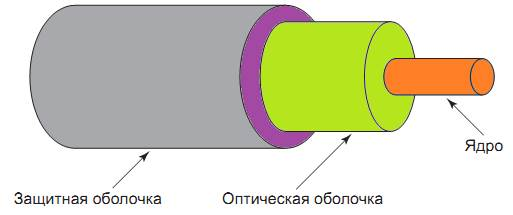 Ядро
Защитная оболочка
Оптическая оболочка